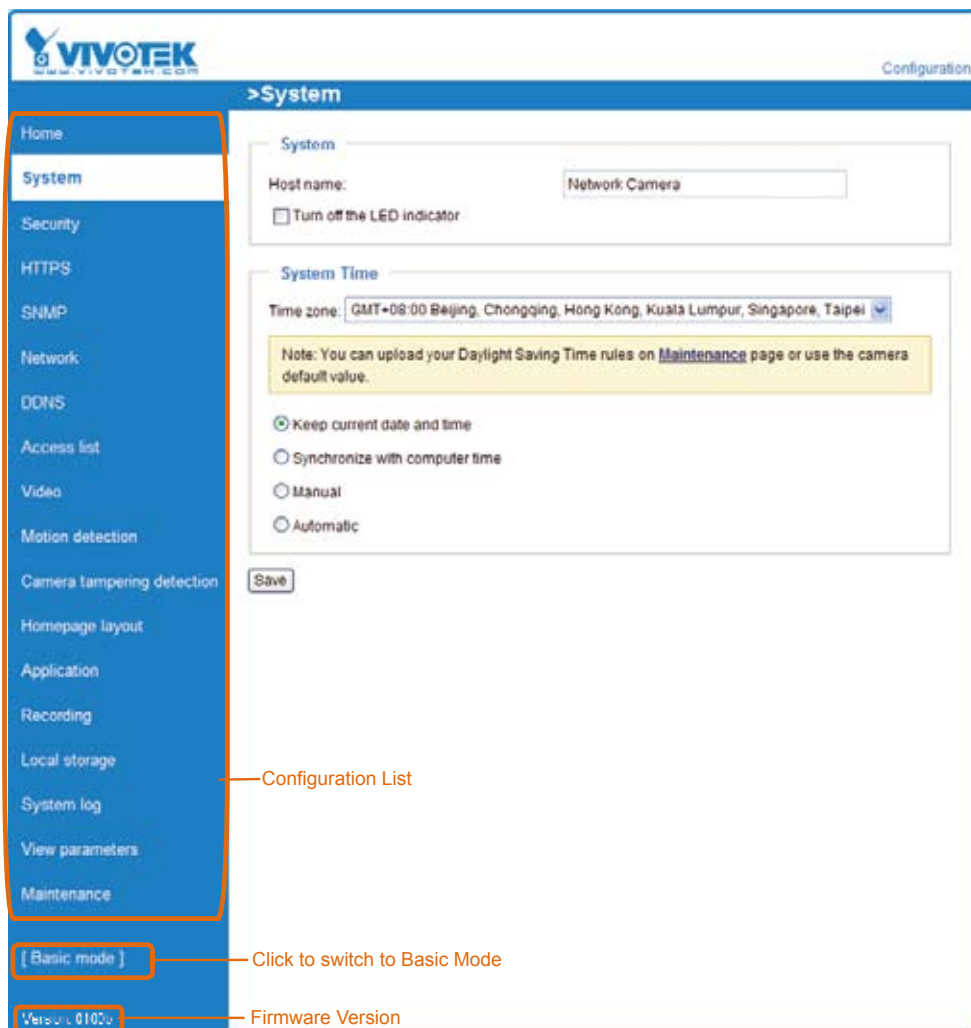 VIVOTEK
www.vivotek.com
Configuration
>System
Home
System
Security
HTTPS
SNMP
Network
DDNS
Access list
Video
Motion detection
Camera tampering detection
Homepage layout
Application
Recording
Local storage
System log
View parameters
Maintenance
[ Basic mode ]
Version:
System
Host name: Network Camera
Turn off the LED indicator
System Time
Time zone: GMT+08:00 Beijing, Chongqing, Hong Kong, Kuala Lumpur, Singapore, Taipei
Note: You can upload your Daylight Saving Time rules on Maintenance page or use the camera
default value.
Keep current date and time
Synchronize with computer time
Manual
Automatic
Save
Configuration List
Click to switch to Basic Mode
Firmware Version